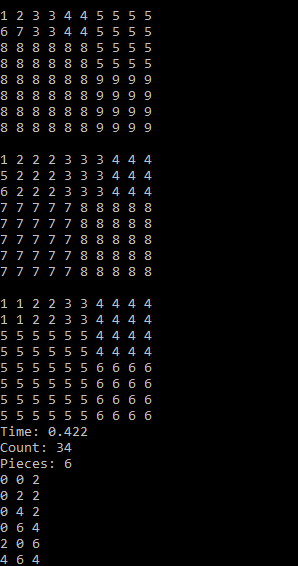 1 2 3 3 4 4 5 5 5 5
6 7 3 3 4 4 5 5 5 5
8 8 8 8 8 8 5 5 5 5
8 8 8 8 8 8 5 5 5 5
8 8 8 8 8 8 9 9 9 9
8 8 8 8 8 8 9 9 9 9
8 8 8 8 8 8 9 9 9 9
8 8 8 8 8 8 9 9 9 9
1 2 2 2 3 3 3 4 4 4
5 2 2 2 3 3 3 4 4 4
6 2 2 2 3 3 3 4 4 4
7 7 7 7 7 8 8 8 8 8
7 7 7 7 7 8 8 8 8 8
7 7 7 7 7 8 8 8 8 8
7 7 7 7 7 8 8 8 8 8
7 7 7 7 7 8 8 8 8 8
1 1 2 2 3 3 4 4 4 4
1 1 2 2 3 3 4 4 4 4
5 5 5 5 5 5 4 4 4 4
5 5 5 5 5 5 4 4 4 4
5 5 5 5 5 5 6 6 6 6
5 5 5 5 5 5 6 6 6 6
5 5 5 5 5 5 6 6 6 6
5 5 5 5 5 5 6 6 6 6
Time: 0.422
Count: 34
Pieces: 6
0 0 2
0 2 2
0 4 2
0 6 4
2 0 6
4 6 4